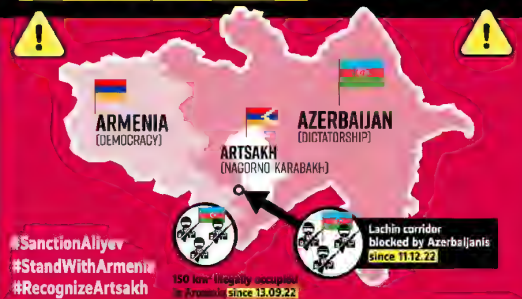 ARMENIA
(DEMOCRACY)
AZERBAIJAN
(DICTATORSHIP)
ARTSAKH
(NAGORNO KARABAKH)
Lachin corridor
blocked by Azerbaijanis
since 11.12.22
#SanctionAliyev
#StandWithArmenia
#RecognizeArtsakh
150 km² illegally occupied
in Armenia since 13.09.22